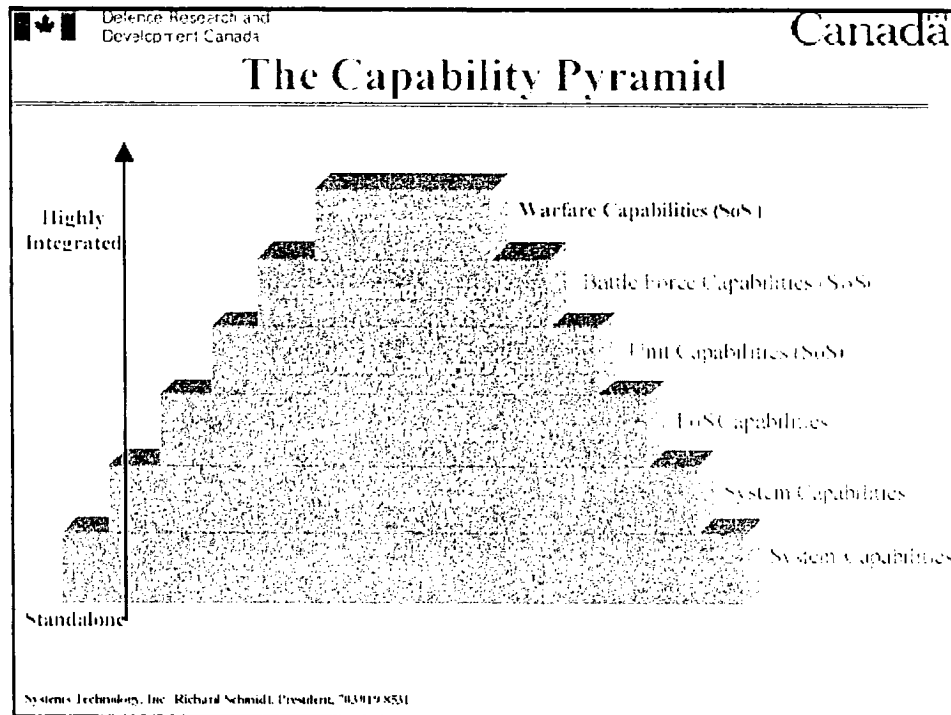 Defence Research and
Development Canada
Canada
The Capability Pyramid
Highly
Integrated
Warfare Capabilities (SoS)
Battle Force Capabilities (SoS)
Unit Capabilities (SoS)
Capabilities
System Capabilities
System Capabilities
Standalone
Systems Technology, Inc. Richard Schmidt, President,